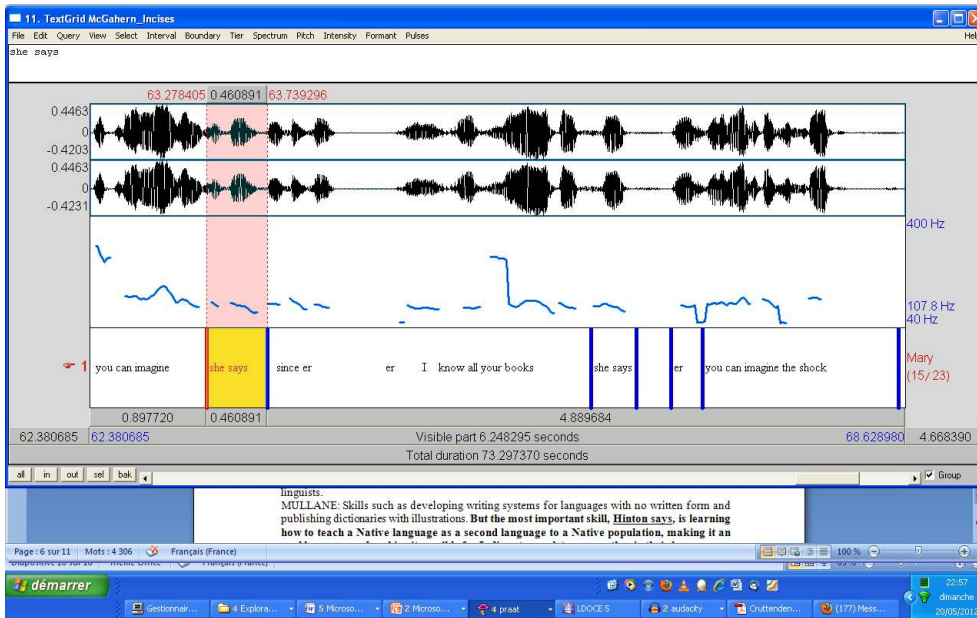 11. TextGrid McGahern_Incises
File Edit Query View Select Interval Boundary Tier Spectrum Pitch Intensity Formant Pulses Hel
she says
63.278405 0.460891 63.739296
0.4463
0
-0.4203
0.4463
0
-0.4231
400 Hz
107.8 Hz
40 Hz
1 you can imagine she says since er er I know all your books she says er you can imagine the shock
Mary
(15/23)
0.897720 0.460891 4.889684
62.380685 62.380685 Visible part 6.248295 seconds 68.628980 4.668390
Total duration 73.297370 seconds
all in out sel bak Group
linguists.
MULLANE: Skills such as developing writing systems for languages with no written form and
publishing dictionaries with illustrations. But the most important skill, Hinton says, is learning
how to teach a Native language as a second language to a Native population, making it an
Page : 6 sur 11 Mots : 4 306 Français (France) 100 %
démarrer 22:57
Gestionnair... 4 Explora... 5 Microso... 2 Microso... 4 praat LDOCE 5 2 audacity Cruttenden... (177) Mess... dimanche
20/05/2012